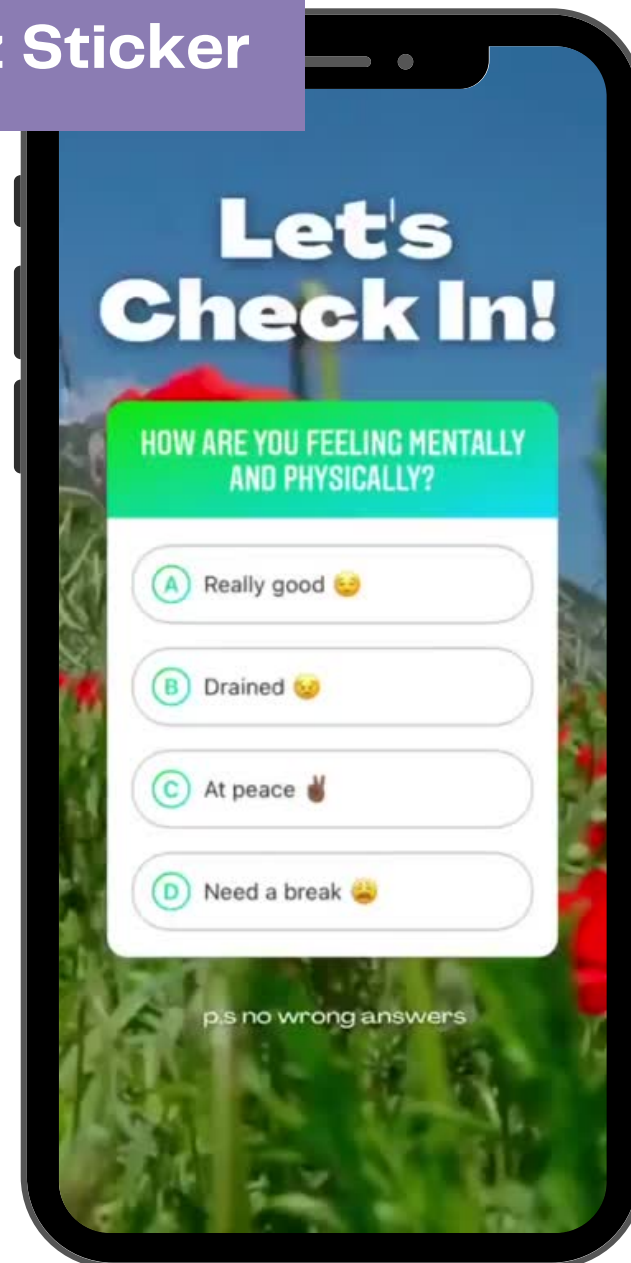 Sticker
Let's
Check In!
HOW ARE YOU FEELING MENTALLY
AND PHYSICALLY?
A Really good 😌
B Drained 😣
C At peace ✌🏾
D Need a break 😩
p.s no wrong answers